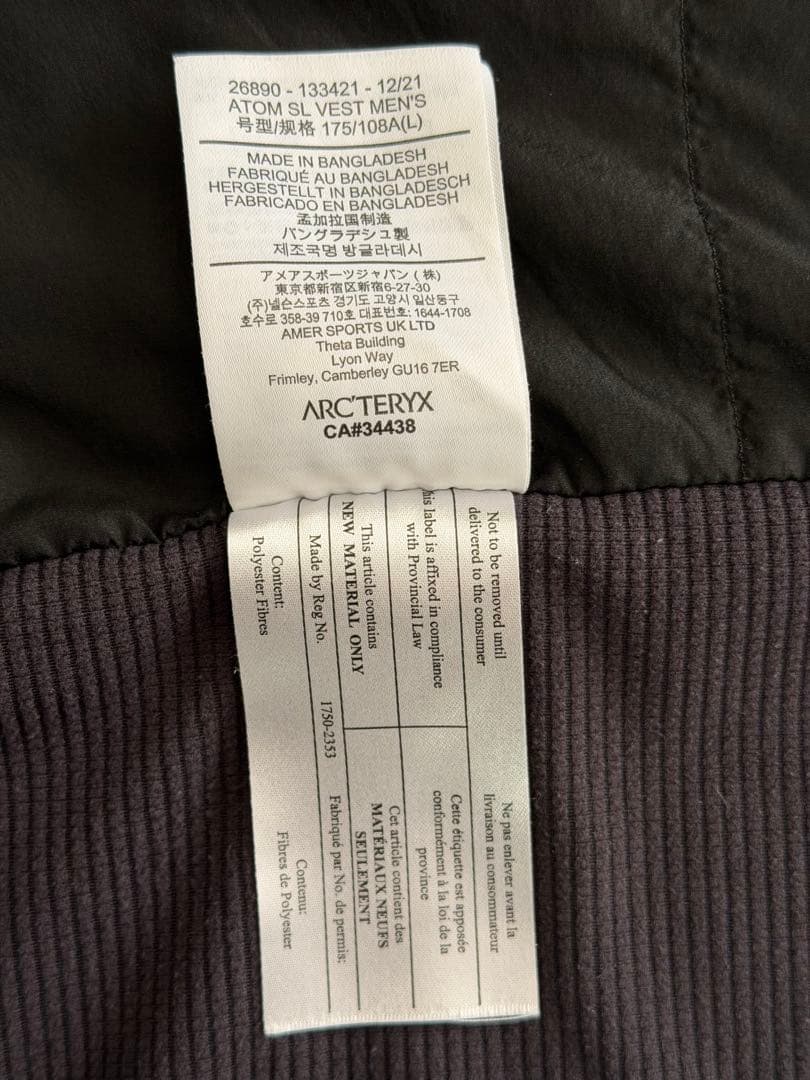 26890 - 133421 - 12/21
ATOM SL VEST MEN'S
号型/规格 175/108A(L)
MADE IN BANGLADESH
FABRIQUÉ AU BANGLADESH
HERGESTELLT IN BANGLADESCH
FABRICADO EN BANGLADESH
孟加拉国制造
バングラデシュ製
제조국명 방글라데시
アメアスポーツジャパン (株)
東京都新宿区新宿6-27-30
(주)넬슨스포츠 경기도 고양시 일산동구
호수로 358-39 710호 대표번호: 1644-1708
AMER SPORTS UK LTD
Theta Building
Lyon Way
Frimley, Camberley GU16 7ER
ARC'TERYX
CA#34438
Not to be removed until
delivered to the consumer
Ne pas enlever avant la
livraison au consommateur
his label is affixed in compliance
with Provincial Law
Cette étiquette est apposée
conformément à la loi de la
province
This article contains
NEW MATERIAL ONLY
Cet article contient des
MATÉRIAUX NEUFS
SEULEMENT
Made by Reg No.
1750-2353
Fabriqué par No. de permis:
Content:
Polyester Fibres
Contenu:
Fibres de Polyester